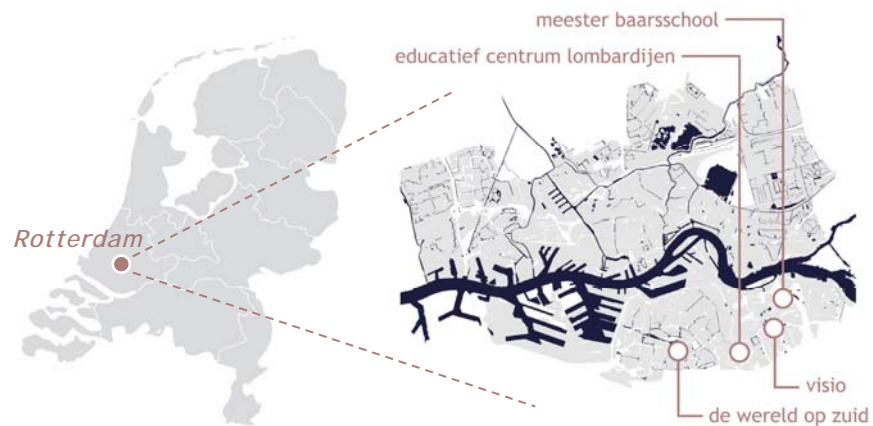 meester baarsschool
educatief centrum lombardijen
Rotterdam
visio
de wereld op zuid